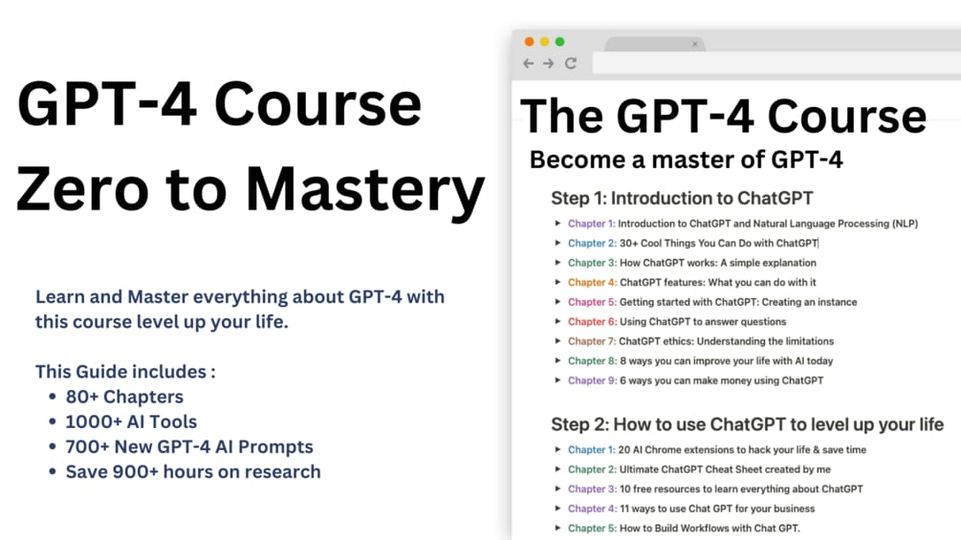 GPT-4 Course
Zero to Mastery
Learn and Master everything about GPT-4 with
this course level up your life.
This Guide includes :
• 80+ Chapters
• 1000+ AI Tools
• 700+ New GPT-4 AI Prompts
• Save 900+ hours on research
The GPT-4 Course
Become a master of GPT-4
Step 1: Introduction to ChatGPT
Chapter 1: Introduction to ChatGPT and Natural Language Processing (NLP)
Chapter 2: 30+ Cool Things You Can Do with ChatGPT
Chapter 3: How ChatGPT works: A simple explanation
Chapter 4: ChatGPT features: What you can do with it
Chapter 5: Getting started with ChatGPT: Creating an instance
Chapter 6: Using ChatGPT to answer questions
Chapter 7: ChatGPT ethics: Understanding the limitations
Chapter 8: 8 ways you can improve your life with AI today
Chapter 9: 6 ways you can make money using ChatGPT
Step 2: How to use ChatGPT to level up your life
Chapter 1: 20 AI Chrome extensions to hack your life & save time
Chapter 2: Ultimate ChatGPT Cheat Sheet created by me
Chapter 3: 10 free resources to learn everything about ChatGPT
Chapter 4: 11 ways to use Chat GPT for your business
Chapter 5: How to Build Workflows with Chat GPT.